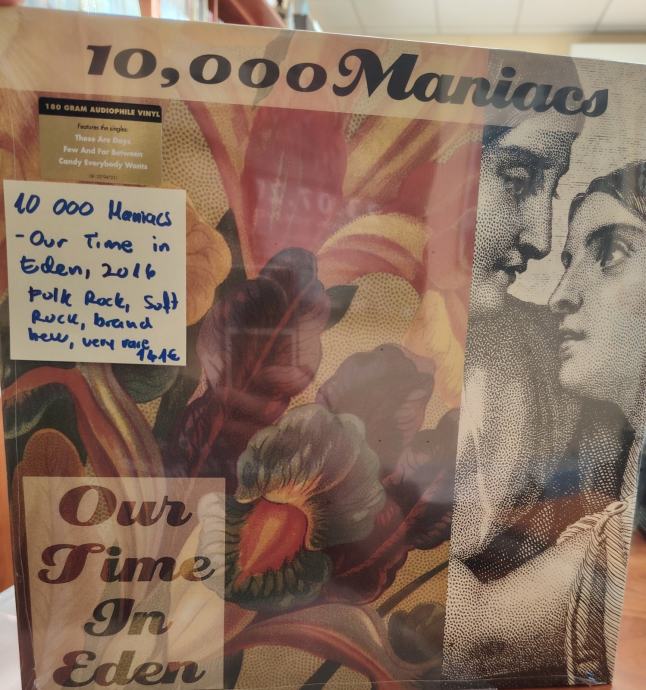 10,000 Maniacs
180 GRAM AUDIOPHILE VINYL
Features the singles:
These Are Days
Few And Far Between
Candy Everybody Wants
10 000 Maniacs
- Our Time in
Eden, 2016
Folk Rock, Soft
Rock, brand
new, very rare
141€
Our
Time
In
Eden